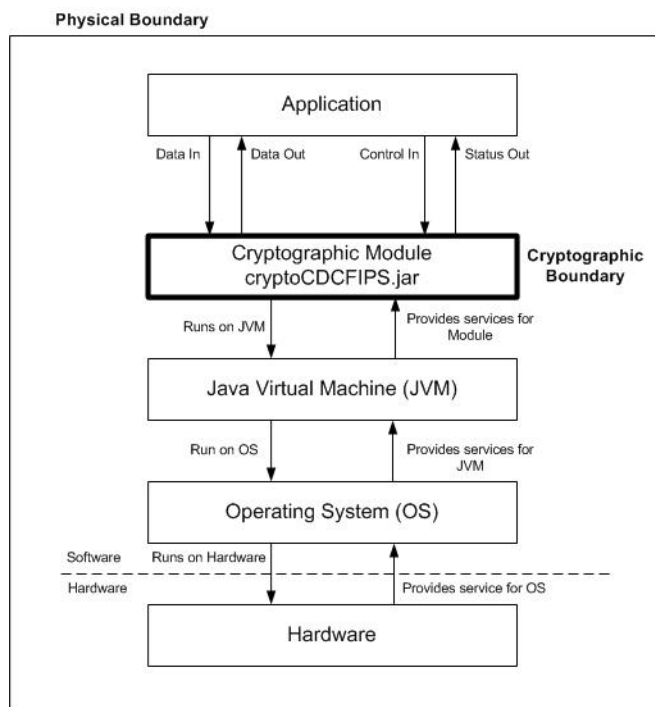 Physical Boundary
Application
Data In
Data Out
Control In
Status Out
Cryptographic Module
cryptoCDCFIPS.jar
Cryptographic
Boundary
Runs on JVM
Provides services for
Module
Java Virtual Machine (JVM)
Run on OS
Provides services for
JVM
Operating System (OS)
Software
Runs on Hardware
Hardware
Provides service for OS
Hardware